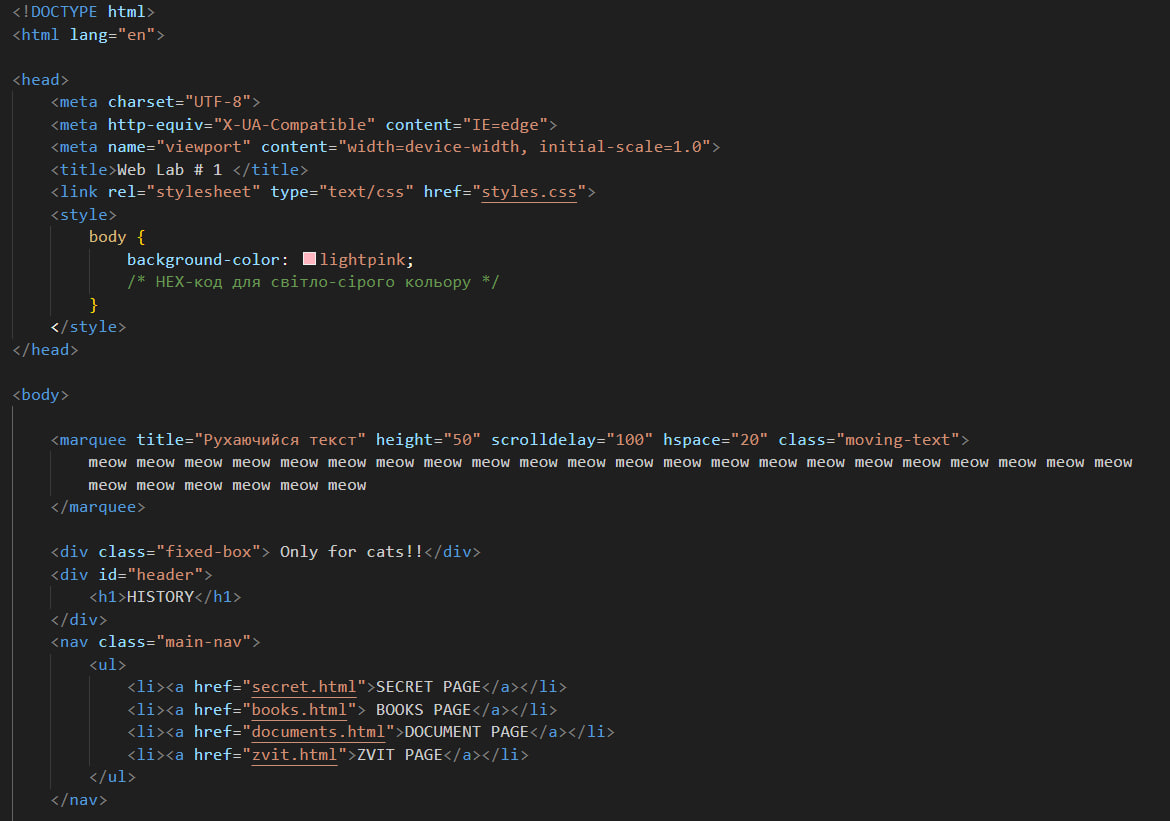 <!DOCTYPE html>
<html lang="en">
<head>
<meta charset="UTF-8">
<meta http-equiv="X-UA-Compatible" content="IE=edge">
<meta name="viewport" content="width=device-width, initial-scale=1.0">
<title>Web Lab # 1 </title>
<link rel="stylesheet" type="text/css" href="styles.css">
<style>
body {
background-color: lightpink;
/* HEX-код для світло-сірого кольору */
}
</style>
</head>
<body>
<marquee title="Рухаючийся текст" height="50" scrolldelay="100" hspace="20" class="moving-text">
meow meow meow meow meow meow meow meow meow meow meow meow meow meow meow meow meow meow meow meow meow meow
meow meow meow meow meow meow
</marquee>
<div class="fixed-box"> Only for cats!!</div>
<div id="header">
<h1>HISTORY</h1>
</div>
<nav class="main-nav">
<ul>
<li><a href="secret.html">SECRET PAGE</a></li>
<li><a href="books.html"> BOOKS PAGE</a></li>
<li><a href="documents.html">DOCUMENT PAGE</a></li>
<li><a href="zvit.html">ZVIT PAGE</a></li>
</ul>
</nav>